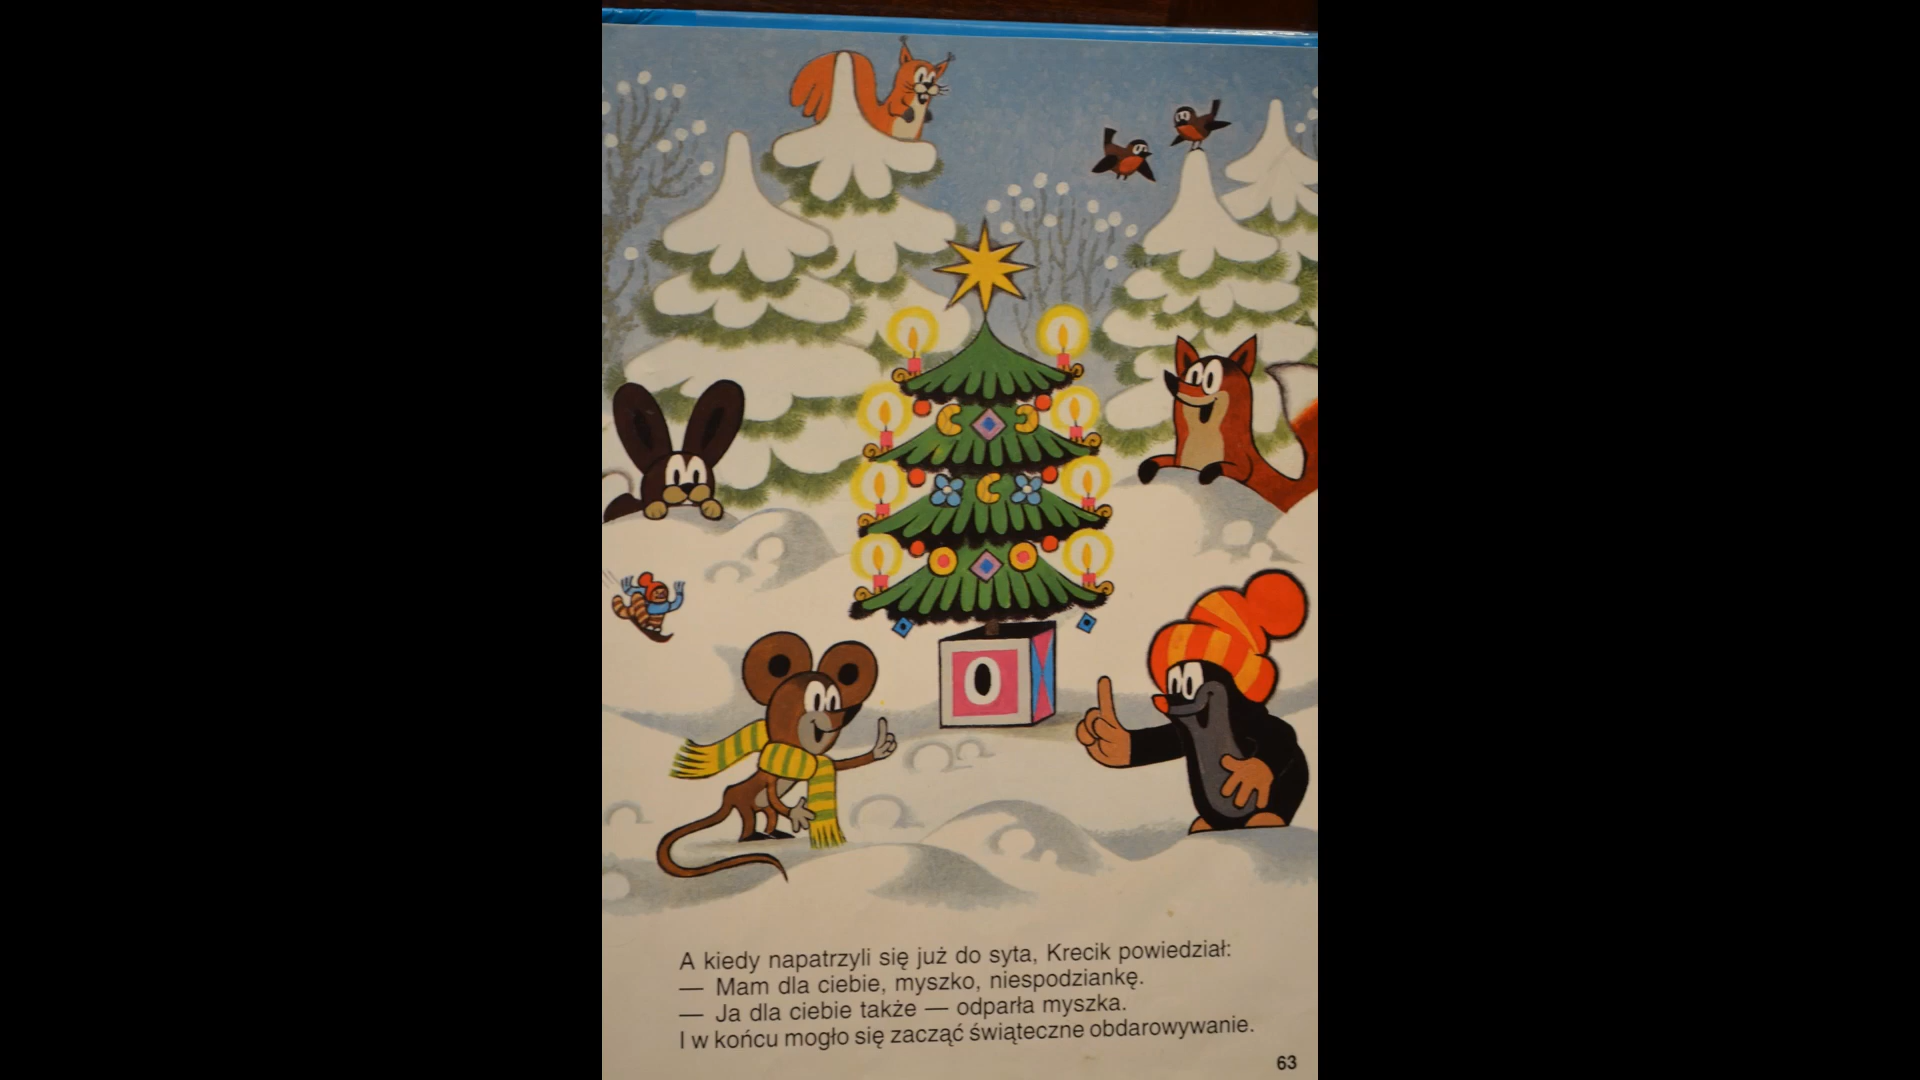 O
A kiedy napatrzyli się już do syta, Krecik powiedział:
— Mam dla ciebie, myszko, niespodziankę.
— Ja dla ciebie także — odparła myszka.
I w końcu mogło się zacząć świąteczne obdarowywanie.
63